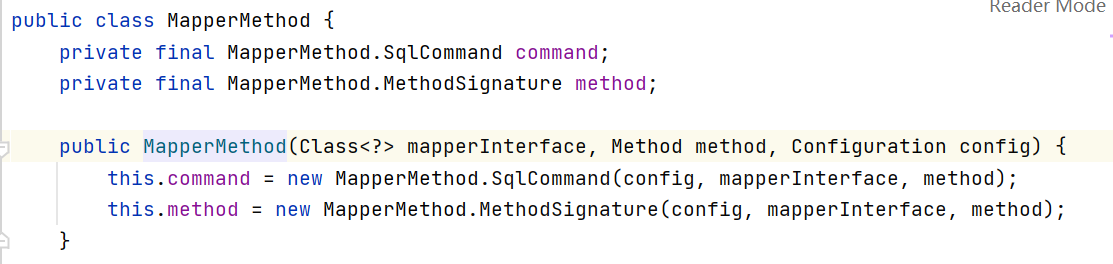 Reader Mode
public class MapperMethod {
    private final MapperMethod.SqlCommand command;
    private final MapperMethod.MethodSignature method;
    public MapperMethod(Class<?> mapperInterface, Method method, Configuration config) {
        this.command = new MapperMethod.SqlCommand(config, mapperInterface, method);
        this.method = new MapperMethod.MethodSignature(config, mapperInterface, method);
    }